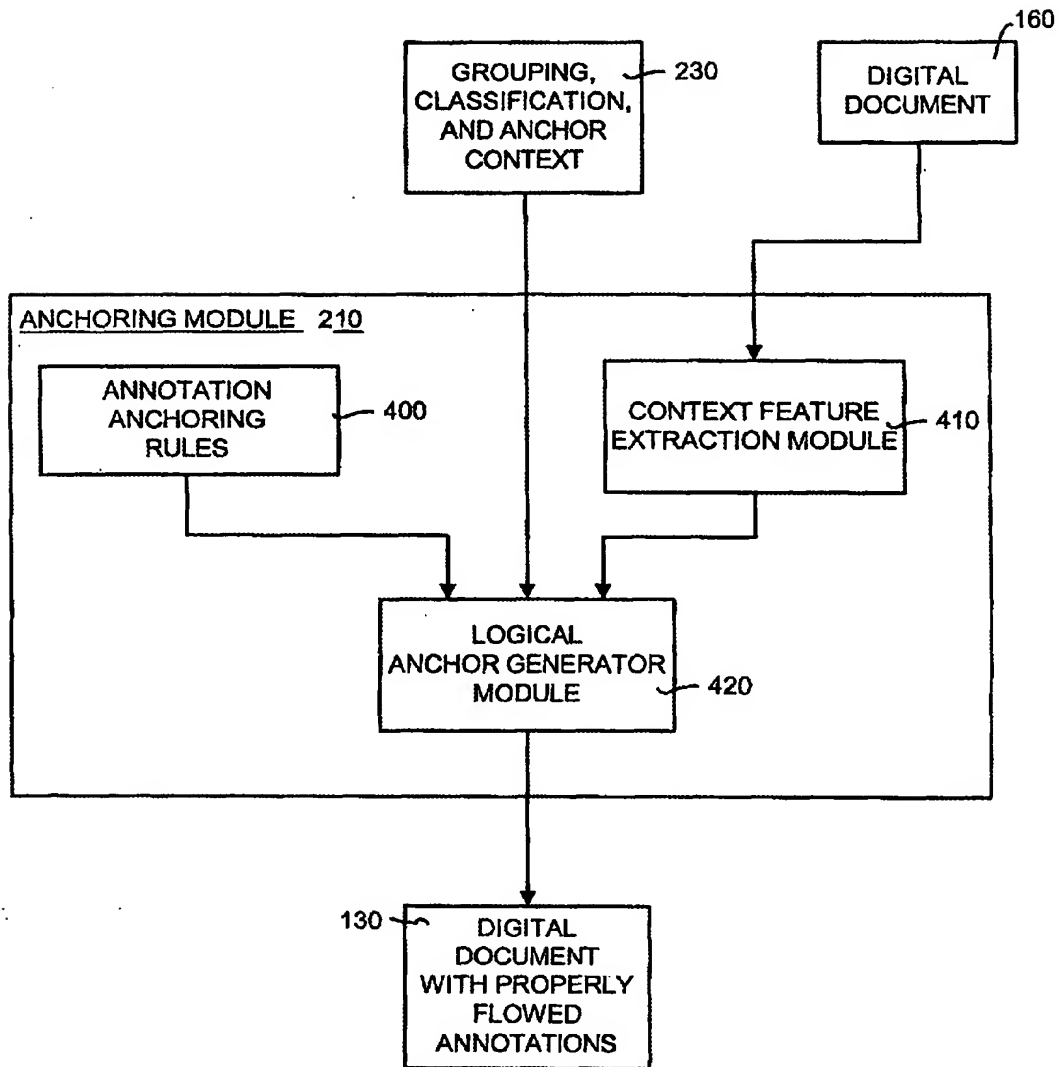 160
GROUPING,
CLASSIFICATION,
AND ANCHOR
CONTEXT
230
DIGITAL
DOCUMENT
ANCHORING MODULE 210
ANNOTATION
ANCHORING
RULES
400
CONTEXT FEATURE
EXTRACTION MODULE
410
LOGICAL
ANCHOR GENERATOR
MODULE
420
130
DIGITAL
DOCUMENT
WITH PROPERLY
FLOWED
ANNOTATIONS